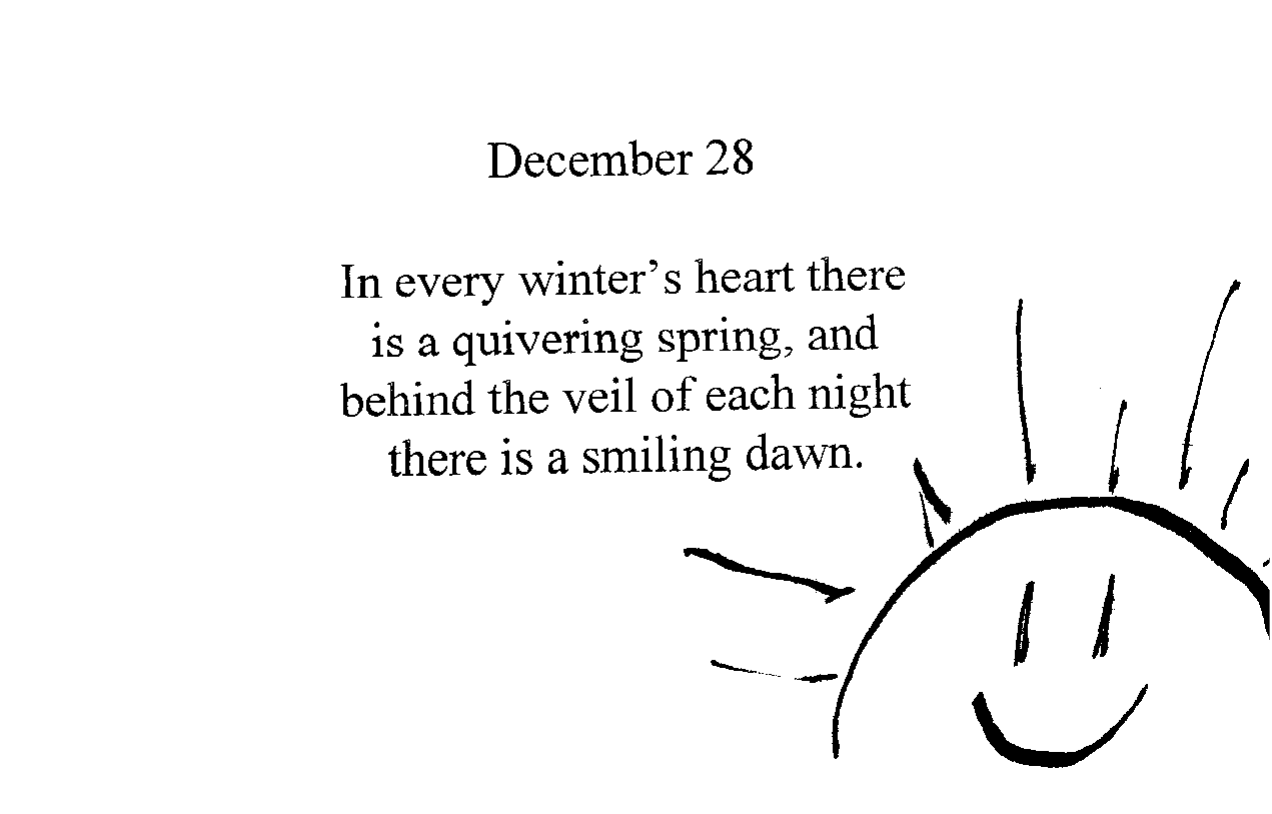 December 28
In every winter’s heart there
is a quivering spring, and
behind the veil of each night
there is a smiling dawn.